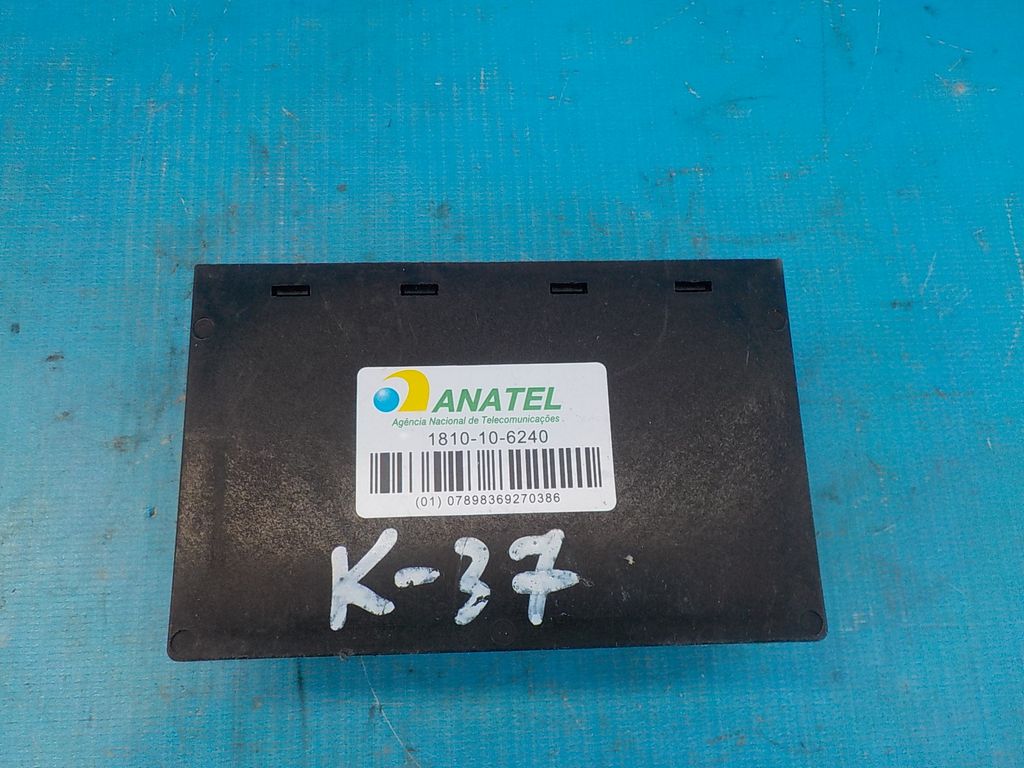 ANATEL
Agência Nacional de Telecomunicações
1810-10-6240
(01) 07898369270386
K-37